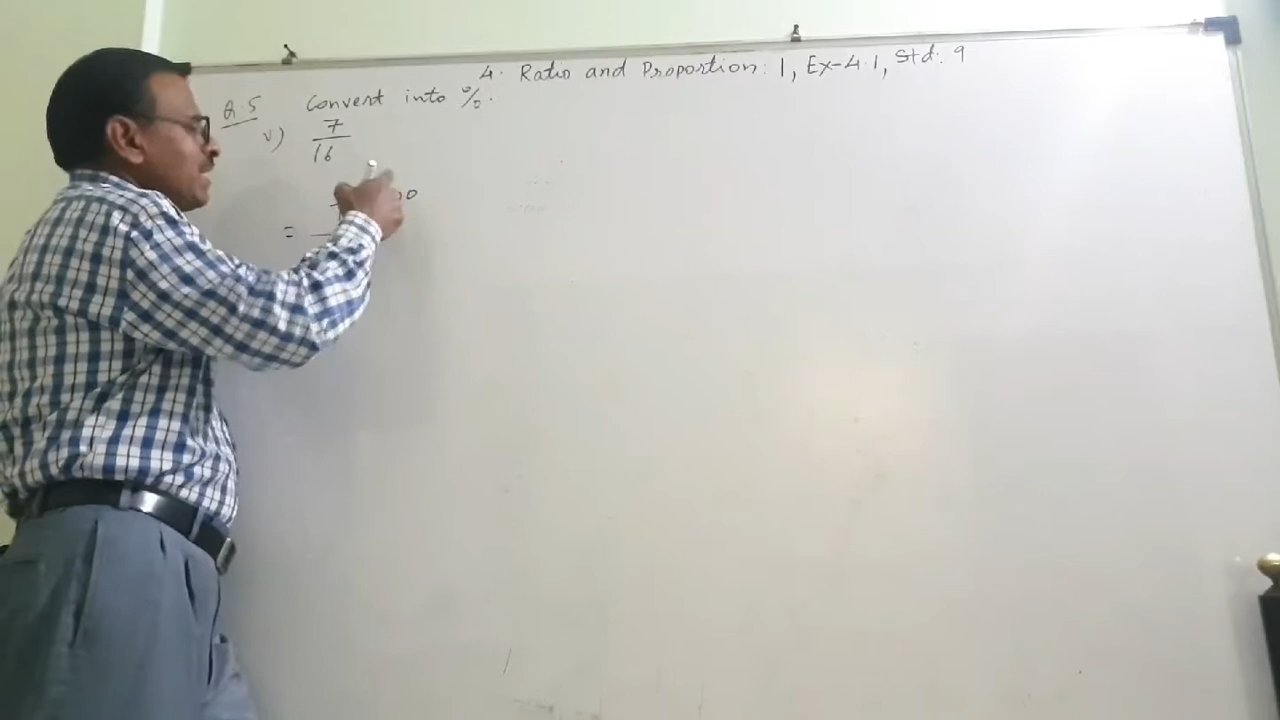 4. Ratio and Proportion: 1, Ex-4.1, Std: 9
Q.5 Convert into %.
v) 7/16
=